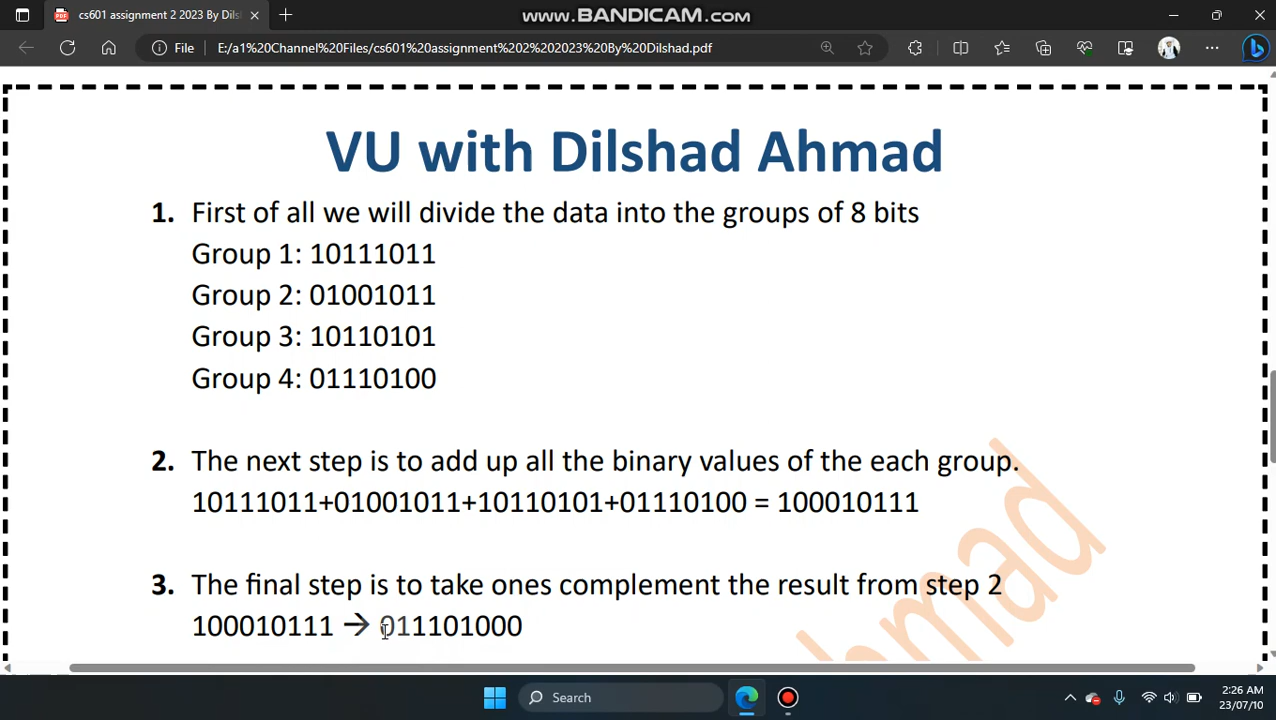 cs601 assignment 2 2023 By Dils
www.BANDICAM.com
File
E:/a1%20Channel%20Files/cs601%20assignment%202%202023%20By%20Dilshad.pdf
VU with Dilshad Ahmad
1. First of all we will divide the data into the groups of 8 bits
Group 1: 10111011
Group 2: 01001011
Group 3: 10110101
Group 4: 01110100
2. The next step is to add up all the binary values of the each group.
10111011+01001011+10110101+01110100 = 100010111
3. The final step is to take ones complement the result from step 2
100010111 → 011101000
mad
Search
2:26 AM
23/07/10